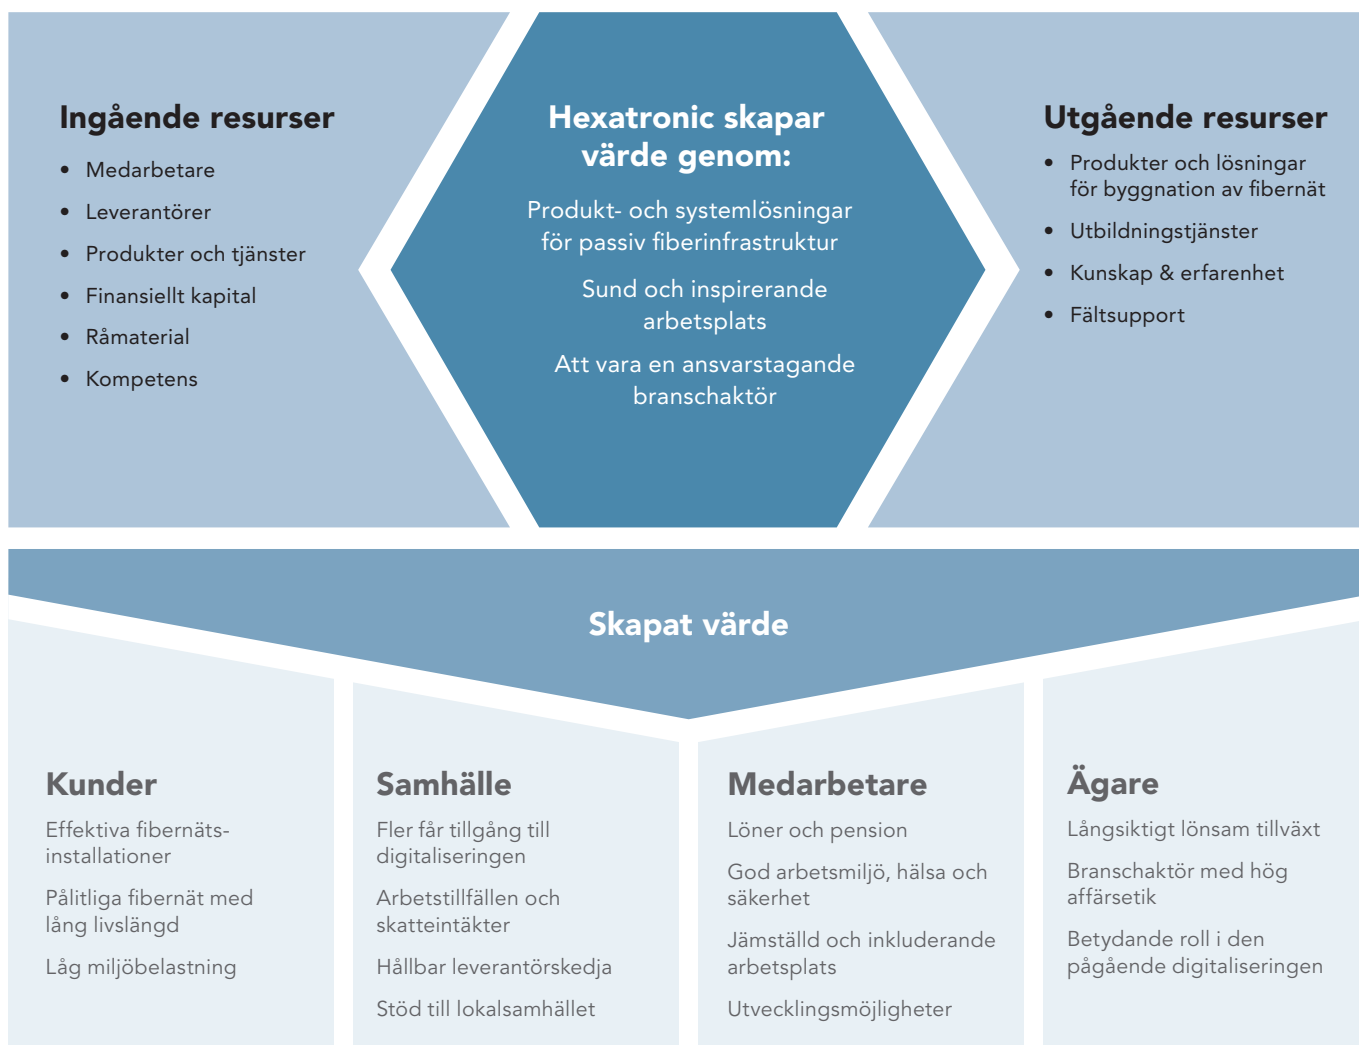 Ingående resurser
• Medarbetare
• Leverantörer
• Produkter och tjänster
• Finansiellt kapital
• Råmaterial
• Kompetens
Hexatronic skapar
värde genom:
Produkt- och systemlösningar
för passiv fiberinfrastruktur
Sund och inspirerande
arbetsplats
Att vara en ansvarstagande
branschaktör
Utgående resurser
• Produkter och lösningar
för byggnation av fibernät
• Utbildningstjänster
• Kunskap & erfarenhet
• Fältsupport
Skapat värde
Kunder
Effektiva fibernäts-
installationer
Pålitliga fibernät med
lång livslängd
Låg miljöbelastning
Samhälle
Fler får tillgång till
digitaliseringen
Arbetstillfällen och
skatteintäkter
Hållbar leverantörskedja
Stöd till lokalsamhället
Medarbetare
Löner och pension
God arbetsmiljö, hälsa och
säkerhet
Jämställd och inkluderande
arbetsplats
Utvecklingsmöjligheter
Ägare
Långsiktigt lönsam tillväxt
Branschaktör med hög
affärsetik
Betydande roll i den
pågående digitaliseringen